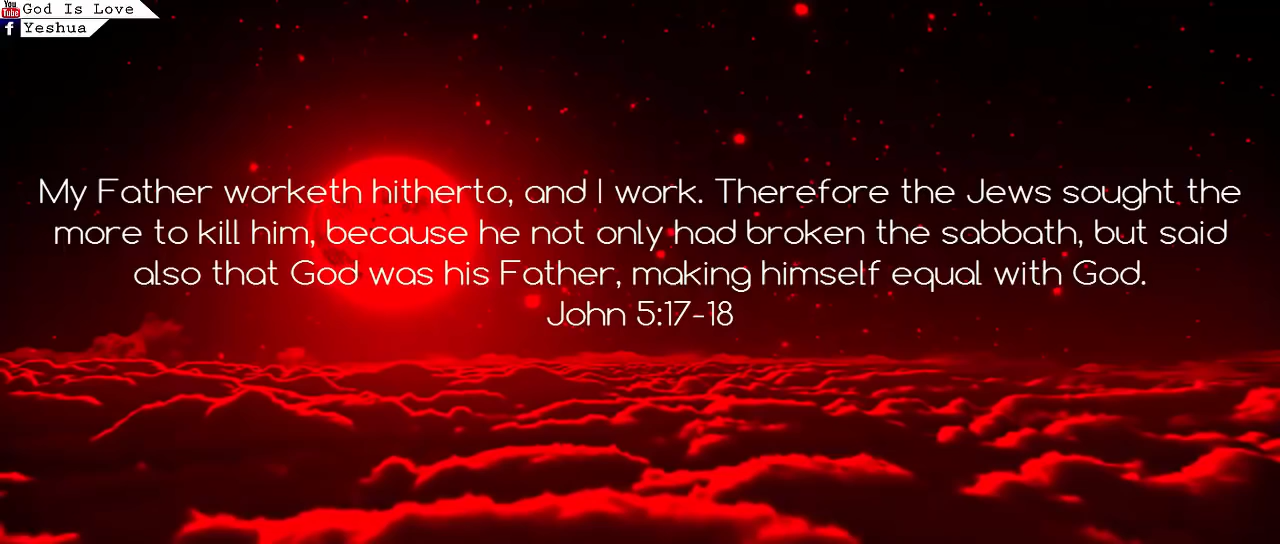 You
Tube
God Is Love
f
Yeshua
My Father worketh hitherto, and I work. Therefore the Jews sought the
more to kill him, because he not only had broken the sabbath, but said
also that God was his Father, making himself equal with God.
John 5:17-18